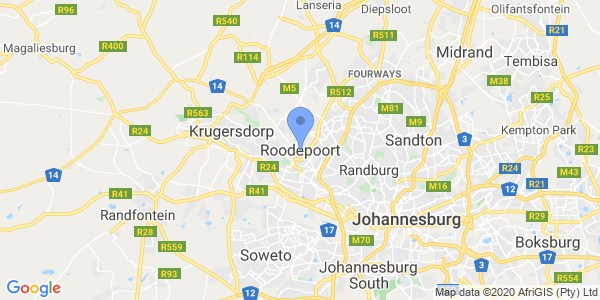 R96
R540
Lanseria
Diepsloot
Olifantsfontein
14
R511
R21
Magaliesburg
R400
R114
Midrand
Tembisa
FOURWAYS
14
M5
R512
M38
R25
R563
M81
M9
R24
Krugersdorp
Sandton
3
Kempton Park
Roodepoort
R23
R24
Randburg
R24
M43
14
R41
R41
M16
12
R21
Randfontein
Johannesburg
R29
R28
17
M70
Boksburg
R559
Soweto
17
Johannesburg
South
3
R93
12
R554
Google
Map data ©2020 AfriGIS (Pty) Ltd